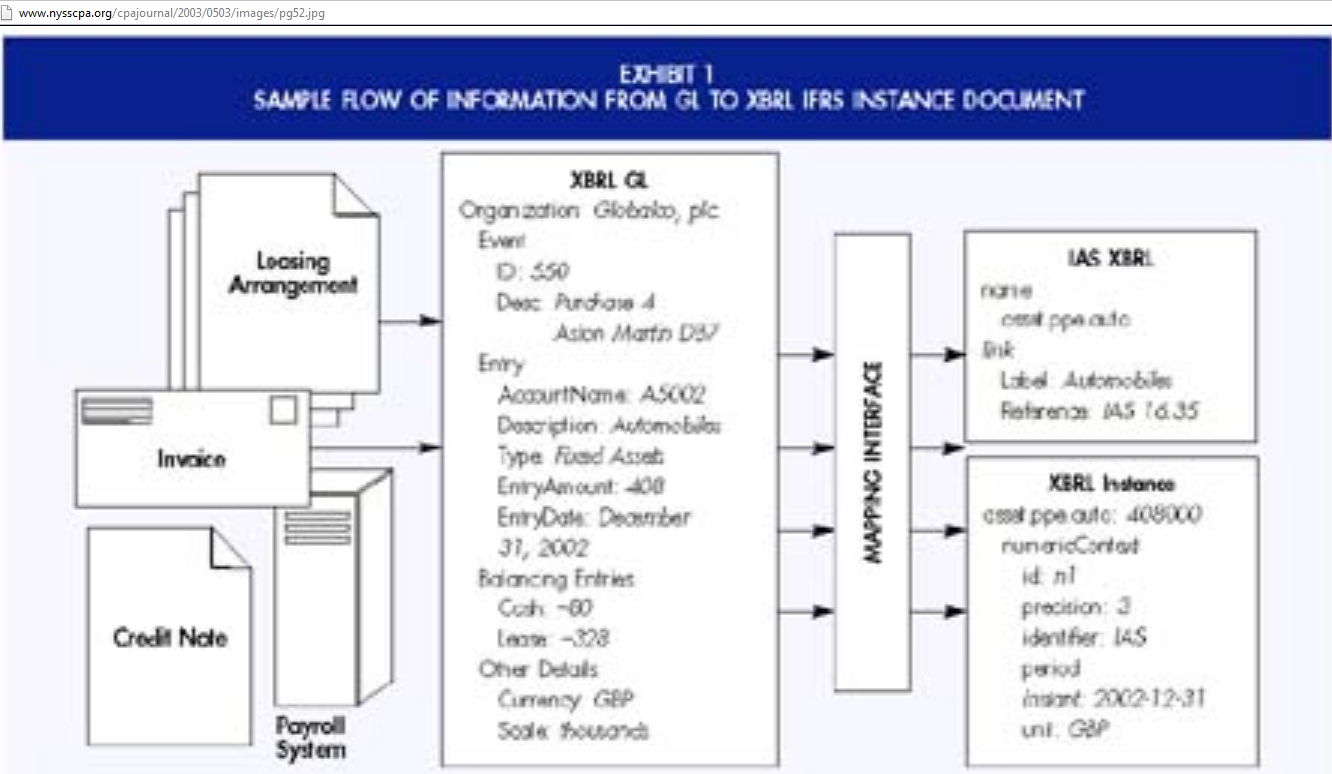 www.nysscpa.org/cpajournal/2003/0503/images/pg52.jpg
EXHIBIT 1
SAMPLE FLOW OF INFORMATION FROM GL TO XBRL IFRS INSTANCE DOCUMENT
Leasing
Arrangement
Invoice
Credit Note
Payroll
System
XBRL GL
Organization: Globalco, plc
Event
ID: 550
Desc: Purchase 4
Aston Martin DB7
Entry
AccountName: A5002
Description: Automobiles
Type: Fixed Assets
EntryAmount: 408
EntryDate: December
31, 2002
Balancing Entries
Cash: –80
Lease: –328
Other Details
Currency: GBP
Scale: thousands
MAPPING INTERFACE
IAS XBRL
name
asset.ppe.auto
link
Label: Automobiles
Reference: IAS 16.35
XBRL Instance
asset.ppe.auto: 408000
numericContext
id: n1
precision: 3
identifier: IAS
period
instant: 2002-12-31
unit: GBP